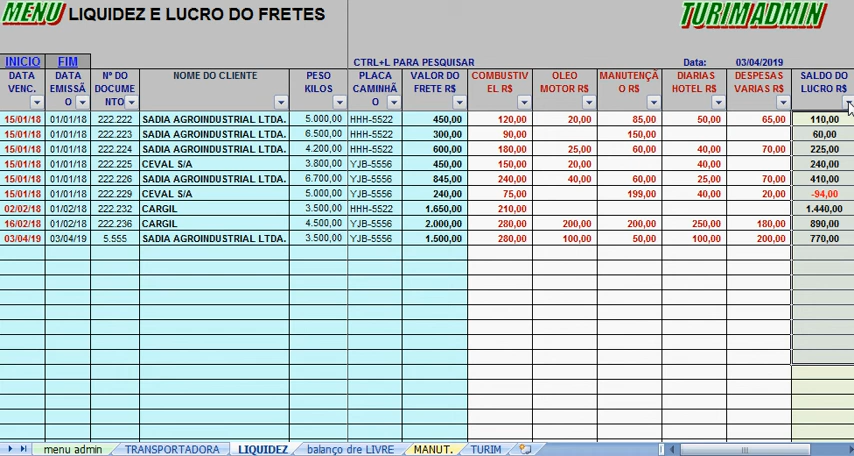 MENU LIQUIDEZ E LUCRO DO FRETES TURIMADMIN
INICIO FIM CTRL+L PARA PESQUISAR Data: 03/04/2019
DATA VENC. DATA EMISSÃO Nº DO DOCUMENTO NOME DO CLIENTE PESO KILOS PLACA CAMINHÃO VALOR DO FRETE R$ COMBUSTIVEL R$ OLEO MOTOR R$ MANUTENÇÃO R$ DIARIAS HOTEL R$ DESPESAS VARIAS R$ SALDO DO LUCRO R$
15/01/18 01/01/18 222.222 SADIA AGROINDUSTRIAL LTDA. 5.000,00 HHH-5522 450,00 120,00 20,00 85,00 50,00 65,00 110,00
15/01/18 01/01/18 222.223 SADIA AGROINDUSTRIAL LTDA. 6.500,00 HHH-5522 300,00 90,00 150,00 60,00
15/01/18 01/01/18 222.224 SADIA AGROINDUSTRIAL LTDA. 4.200,00 HHH-5522 600,00 180,00 25,00 60,00 40,00 70,00 225,00
15/01/18 01/01/18 222.225 CEVAL S/A 3.800,00 YJB-5556 450,00 150,00 20,00 40,00 240,00
15/01/18 01/01/18 222.226 SADIA AGROINDUSTRIAL LTDA. 6.700,00 YJB-5556 845,00 240,00 40,00 60,00 25,00 70,00 410,00
15/01/18 01/01/18 222.229 CEVAL S/A 5.000,00 YJB-5556 240,00 75,00 199,00 40,00 20,00 -94,00
02/02/18 01/02/18 222.232 CARGIL 3.500,00 HHH-5522 1.650,00 210,00 1.440,00
16/02/18 01/02/18 222.236 CARGIL 4.500,00 YJB-5556 2.000,00 280,00 200,00 200,00 250,00 180,00 890,00
03/04/19 03/04/19 5.555 SADIA AGROINDUSTRIAL LTDA. 3.500,00 YJB-5556 1.500,00 280,00 100,00 50,00 100,00 200,00 770,00
menu admin TRANSPORTADORA LIQUIDEZ balanço dre LIVRE MANUT. TURIM